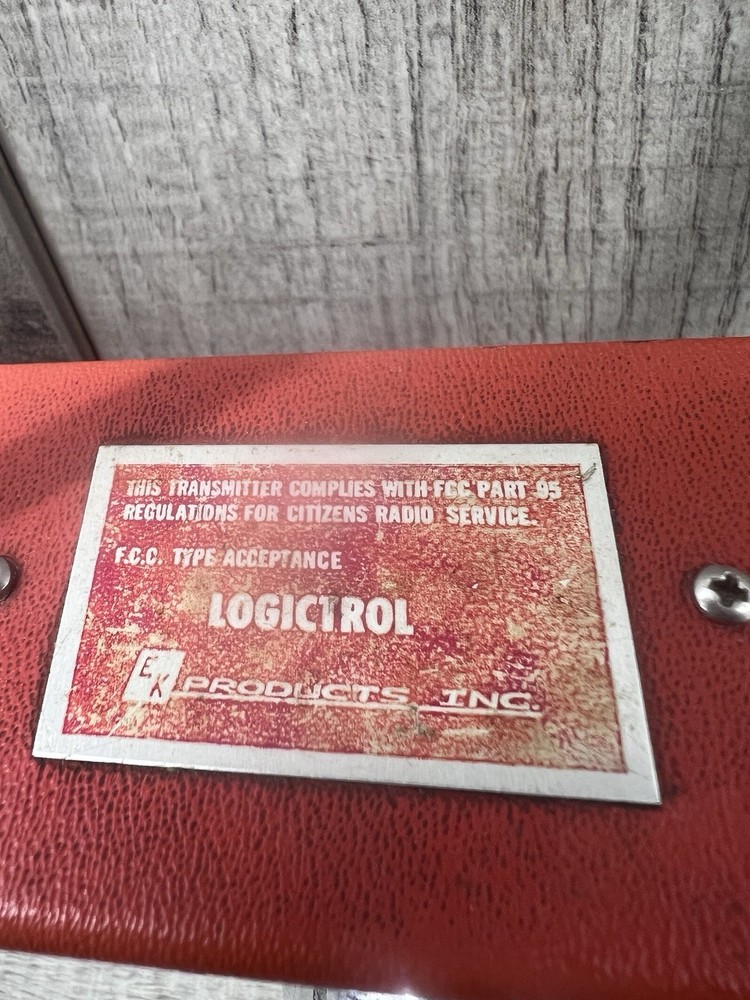 THIS TRANSMITTER COMPLIES WITH FCC PART 95
REGULATIONS FOR CITIZENS RADIO SERVICE.
F.C.C. TYPE ACCEPTANCE
LOGICTROL
EK PRODUCTS, INC.